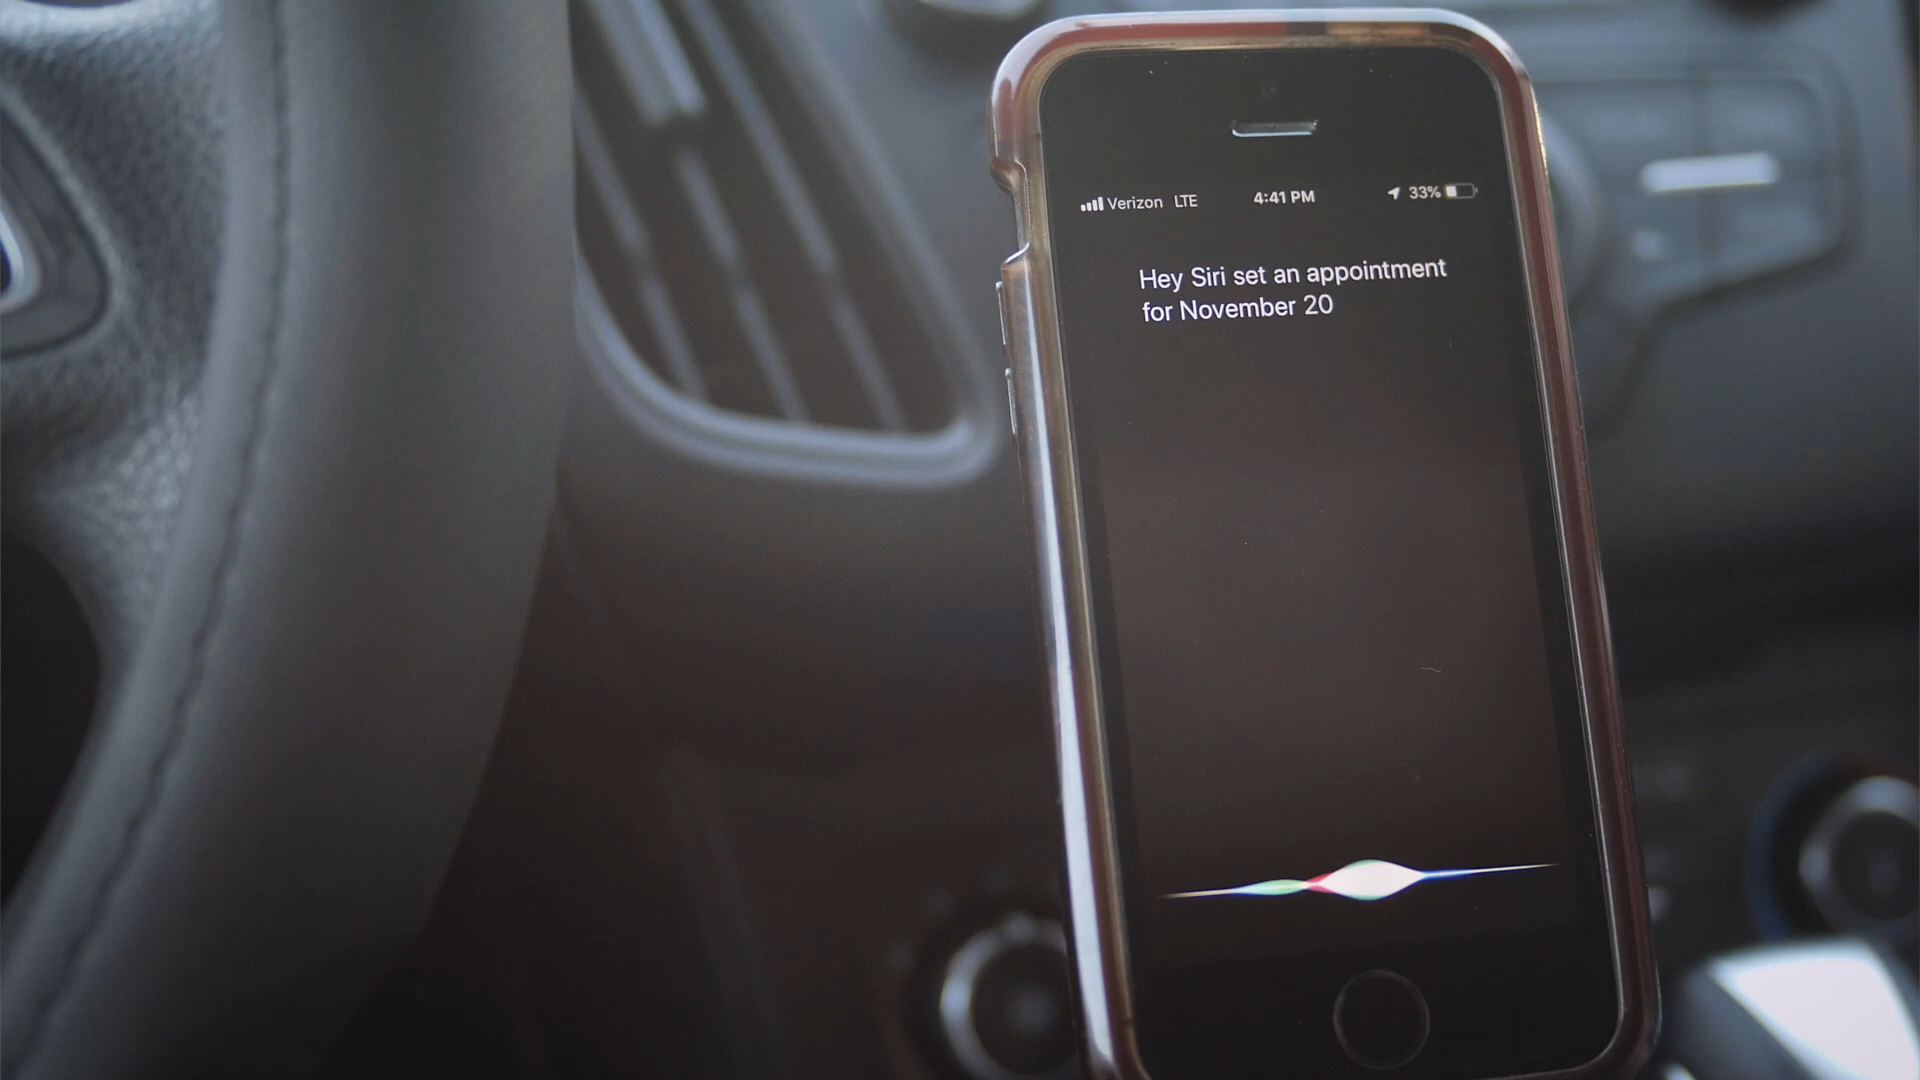 Verizon LTE 4:41 PM 33%
Hey Siri set an appointment
for November 20